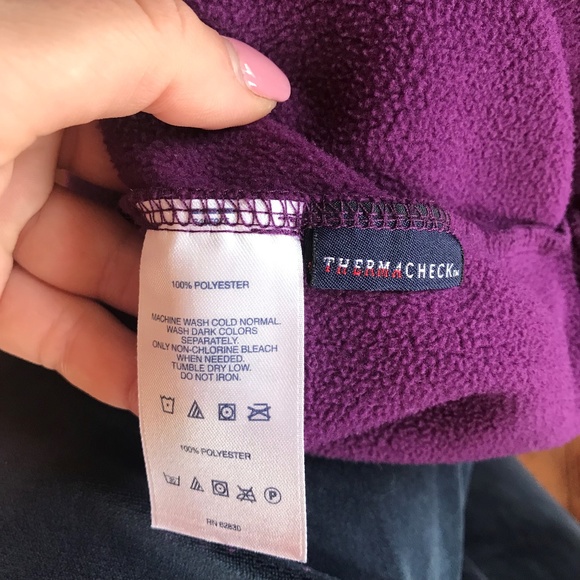 THERMACHECK™
100% POLYESTER
MACHINE WASH COLD NORMAL.
WASH DARK COLORS
SEPARATELY.
ONLY NON-CHLORINE BLEACH
WHEN NEEDED.
TUMBLE DRY LOW.
DO NOT IRON.
100% POLYESTER
P
RN 62830